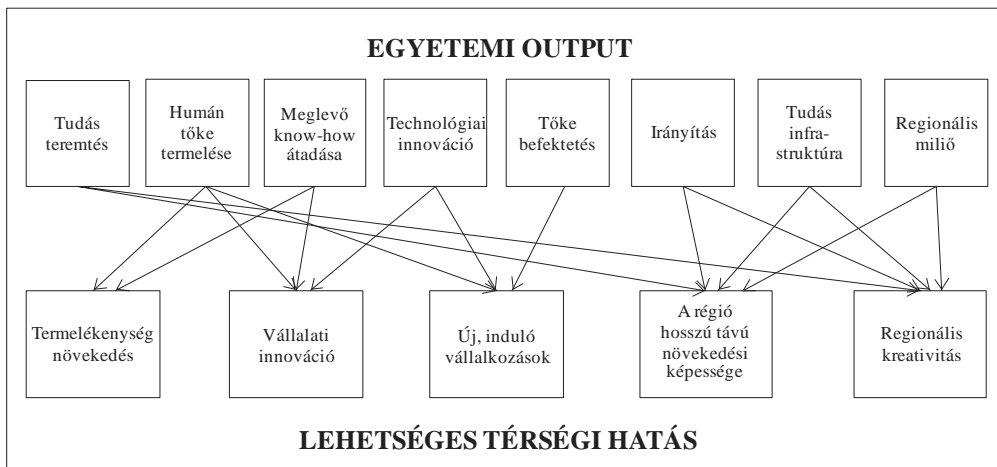 EGYETEMI OUTPUT
Tudás
teremtés
Humán
tőke
termelése
Meglevő
know-how
átadása
Technológiai
innováció
Tőke
befektetés
Irányítás
Tudás
infra-
struktúra
Regionális
miliő
Termelékenység
növekedés
Vállalati
innováció
Új, induló
vállalkozások
A régió
hosszú távú
növekedési
képessége
Regionális
kreativitás
LEHETSÉGES TÉRSÉGI HATÁS